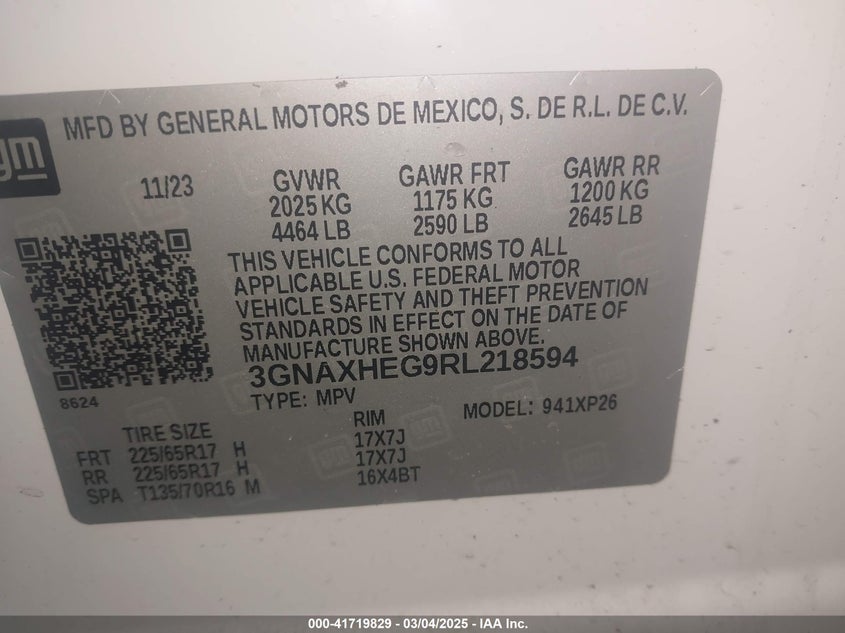 gm
MFD BY GENERAL MOTORS DE MEXICO, S. DE R.L. DE C.V.
11/23 GVWR GAWR FRT GAWR RR
2025 KG 1175 KG 1200 KG
4464 LB 2590 LB 2645 LB
THIS VEHICLE CONFORMS TO ALL
APPLICABLE U.S. FEDERAL MOTOR
VEHICLE SAFETY AND THEFT PREVENTION
STANDARDS IN EFFECT ON THE DATE OF
MANUFACTURE SHOWN ABOVE.
3GNAXHEG9RL218594
8624
TYPE: MPV MODEL: 941XP26
TIRE SIZE RIM
FRT 225/65R17 H 17X7J
RR 225/65R17 H 17X7J
SPA T135/70R16 M 16X4BT
000-41719829 - 03/04/2025 - IAA Inc.